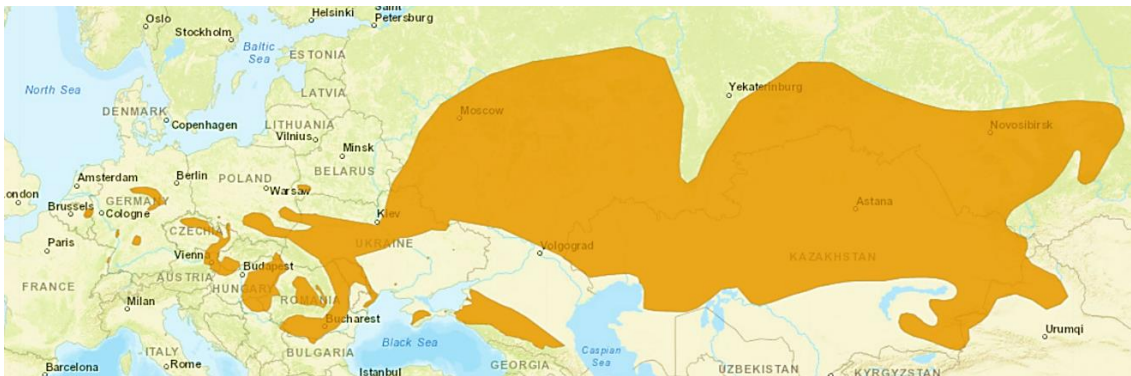 Oslo
Helsinki
Saint
Petersburg
Stockholm
Baltic
Sea
ESTONIA
North Sea
LATVIA
Moscow
Yekaterinburg
DENMARK
Copenhagen
LITHUANIA
Vilnius
Novosibirsk
Minsk
BELARUS
Amsterdam
Berlin
POLAND
Warsaw
London
GERMANY
Brussels
Cologne
Astana
Kiev
Paris
CZECHIA
UKRAINE
Volgograd
Vienna
KAZAKHSTAN
Budapest
AUSTRIA
HUNGARY
FRANCE
ROMANIA
Milan
Bucharest
Urumqi
ITALY
BULGARIA
Black Sea
Caspian
Sea
Rome
GEORGIA
Barcelona
Istanbul
UZBEKISTAN
KYRGYZSTAN